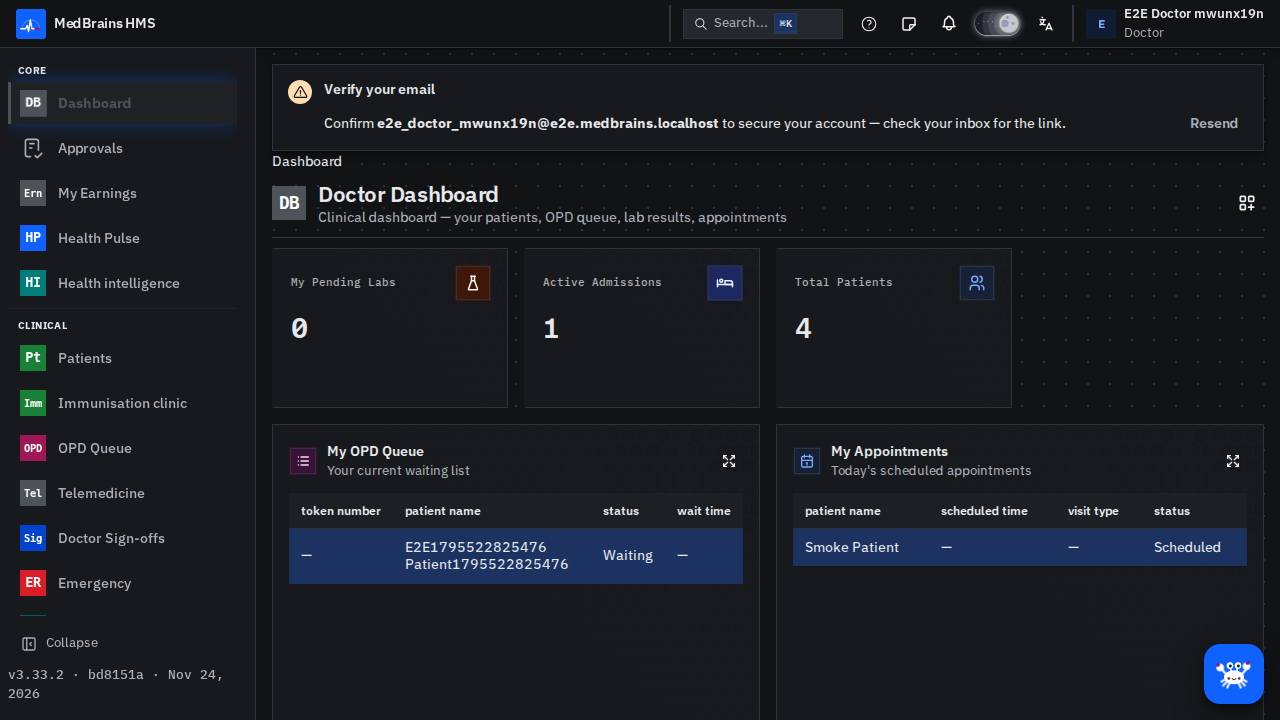 MedBrains HMS
Search... ⌘K
E
E2E Doctor mwunx19n
Doctor
CORE
DB Dashboard
Approvals
Ern My Earnings
HP Health Pulse
HI Health intelligence
CLINICAL
Pt Patients
Imm Immunisation clinic
OPD OPD Queue
Tel Telemedicine
Sig Doctor Sign-offs
ER Emergency
Collapse
v3.33.2 · bd8151a · Nov 24,
2026
Verify your email
Confirm e2e_doctor_mwunx19n@e2e.medbrains.localhost to secure your account — check your inbox for the link.
Resend
Dashboard
DB
Doctor Dashboard
Clinical dashboard — your patients, OPD queue, lab results, appointments
My Pending Labs
0
Active Admissions
1
Total Patients
4
My OPD Queue
Your current waiting list
token number patient name status wait time
— E2E1795522825476 Patient1795522825476 Waiting —
My Appointments
Today's scheduled appointments
patient name scheduled time visit type status
Smoke Patient — — Scheduled